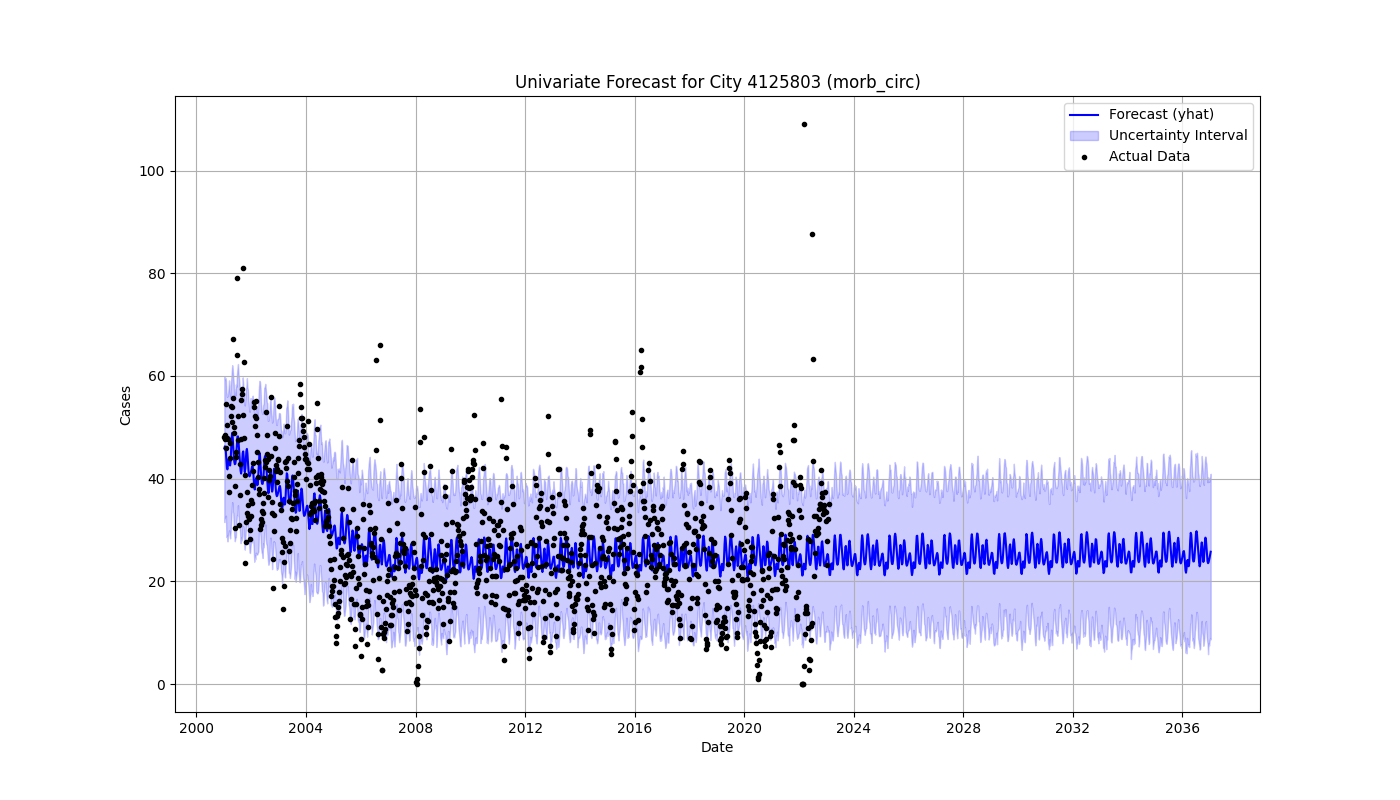 Univariate Forecast for City 4125803 (morb_circ)
Forecast (yhat)
Uncertainty Interval
Actual Data
100
80
60
40
20
0
Cases
2000 2004 2008 2012 2016 2020 2024 2028 2032 2036
Date